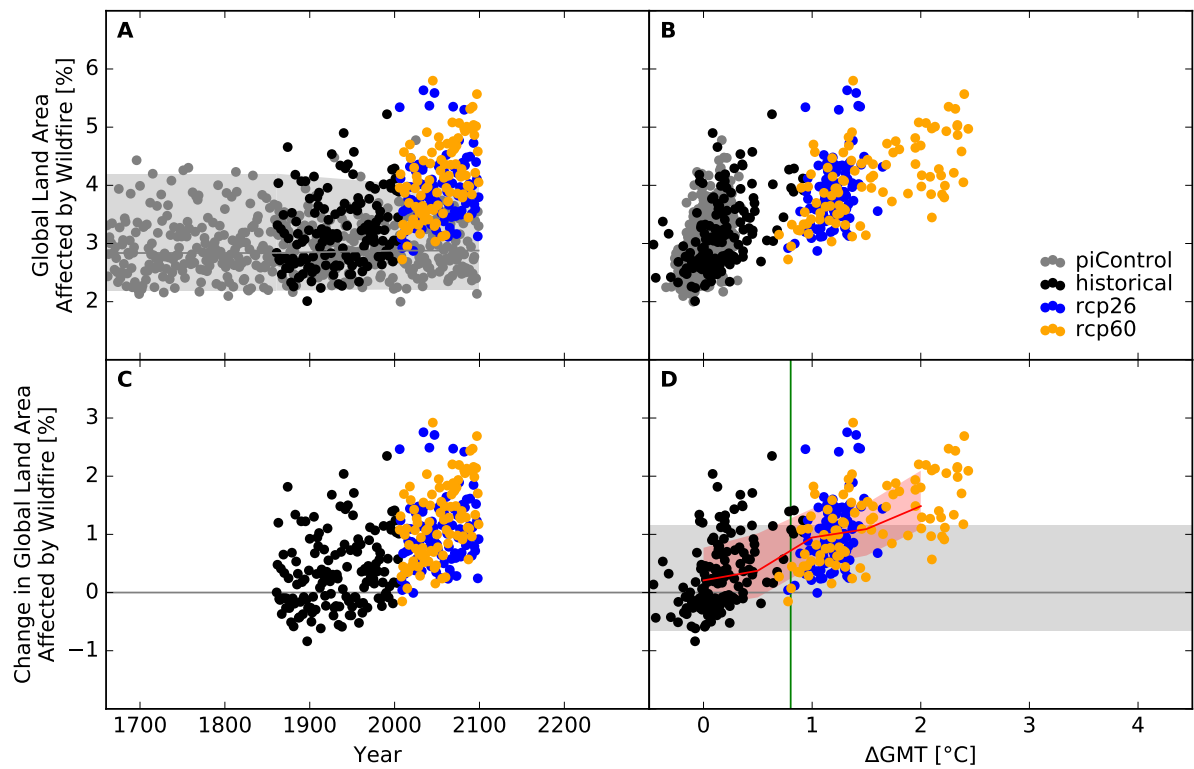 A
B
Global Land Area
Affected by Wildfire [%]
6
5
4
3
2
piControl
historical
rcp26
rcp60
C
D
Change in Global Land Area
Affected by Wildfire [%]
3
2
1
0
−1
1700 1800 1900 2000 2100 2200
0 1 2 3 4
Year
ΔGMT [°C]